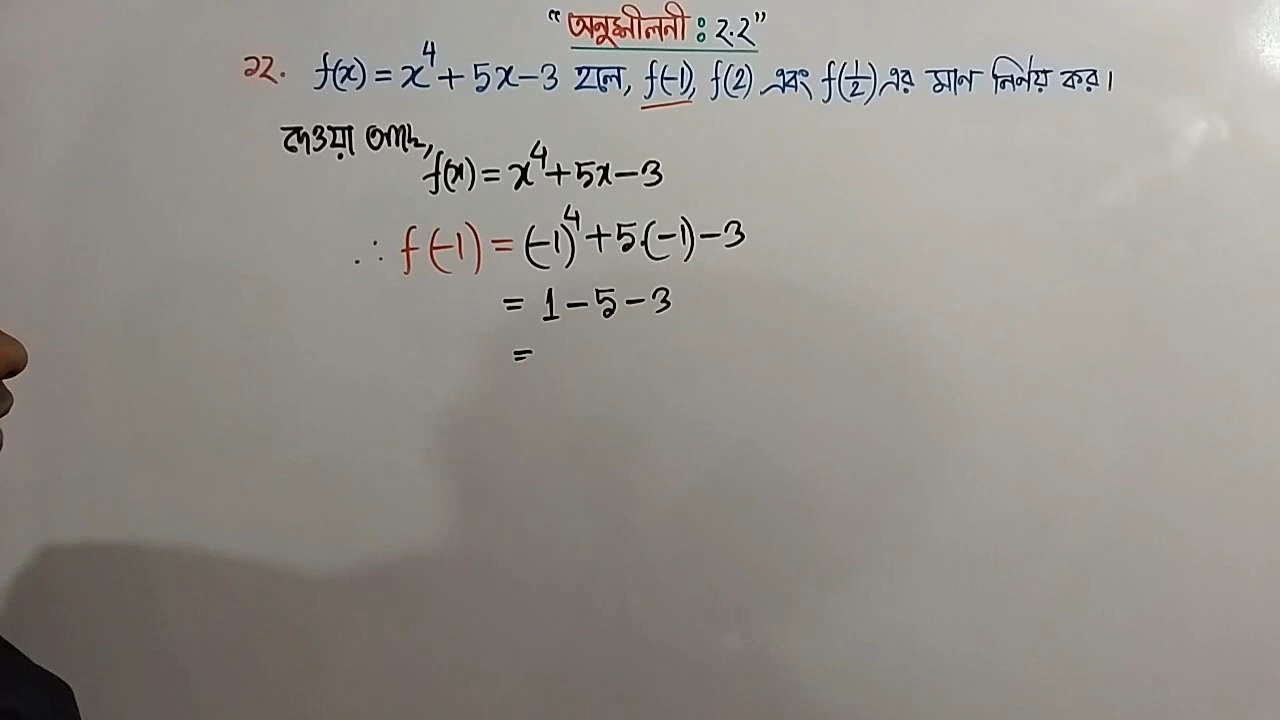 “অনুশীলনী : ২.২”
১২. f(x) = x⁴ + 5x − 3 হলে, f(-1), f(2) এবং f(1/2) এর মান নির্ণয় কর।
দেওয়া আছে,
f(x) = x⁴ + 5x − 3
∴ f(-1) = (-1)⁴ + 5.(-1) − 3
= 1 − 5 − 3
=